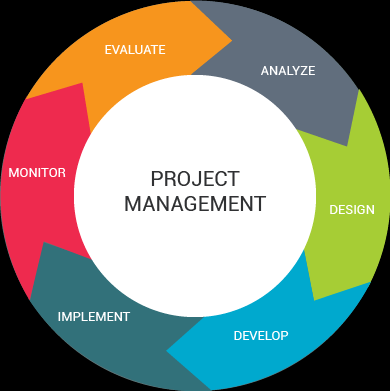 EVALUATE
ANALYZE
MONITOR
PROJECT
MANAGEMENT
DESIGN
IMPLEMENT
DEVELOP